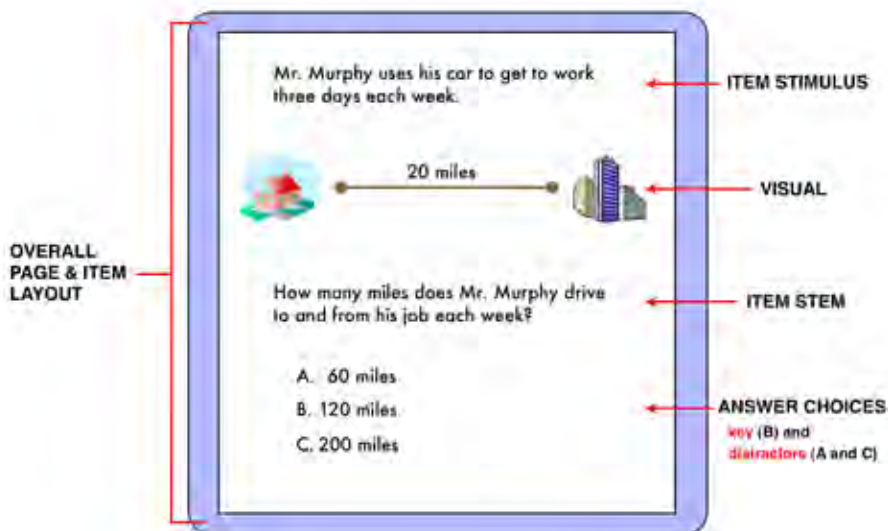 Mr. Murphy uses his car to get to work
three days each week.
ITEM STIMULUS
20 miles
VISUAL
OVERALL
PAGE & ITEM
LAYOUT
How many miles does Mr. Murphy drive
to and from his job each week?
ITEM STEM
A. 60 miles
B. 120 miles
C. 200 miles
ANSWER CHOICES
key (B) and
distractors (A and C)